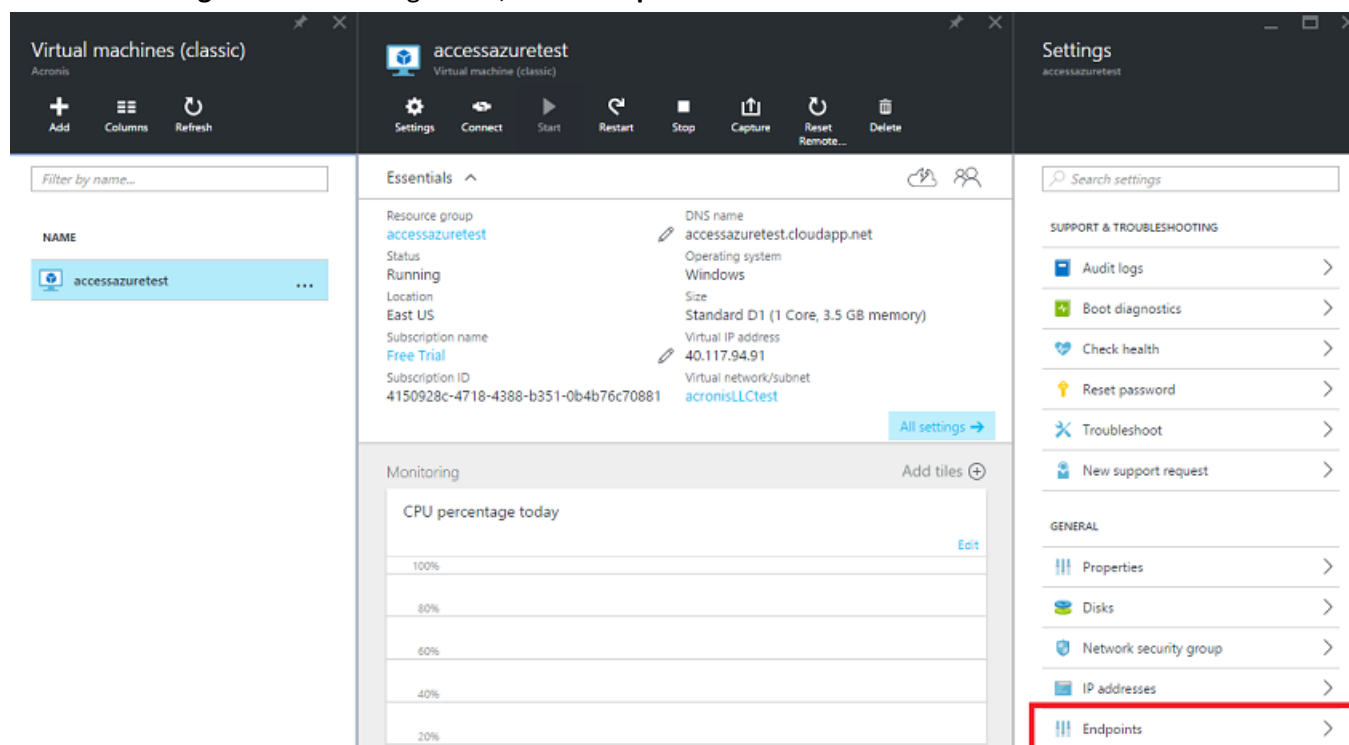 Virtual machines (classic)
Acronis
Add
Columns
Refresh
Filter by name...
NAME
accessazuretest
...
accessazuretest
Virtual machine (classic)
Settings
Connect
Start
Restart
Stop
Capture
Reset
Remote...
Delete
Essentials
Resource group
accessazuretest
Status
Running
Location
East US
Subscription name
Free Trial
Subscription ID
4150928c-4718-4388-b351-0b4b76c70881
DNS name
accessazuretest.cloudapp.net
Operating system
Windows
Size
Standard D1 (1 Core, 3.5 GB memory)
Virtual IP address
40.117.94.91
Virtual network/subnet
acronisLLCtest
All settings
Monitoring
Add tiles
CPU percentage today
Edit
100%
80%
60%
40%
20%
Settings
accessazuretest
Search settings
SUPPORT & TROUBLESHOOTING
Audit logs
Boot diagnostics
Check health
Reset password
Troubleshoot
New support request
GENERAL
Properties
Disks
Network security group
IP addresses
Endpoints